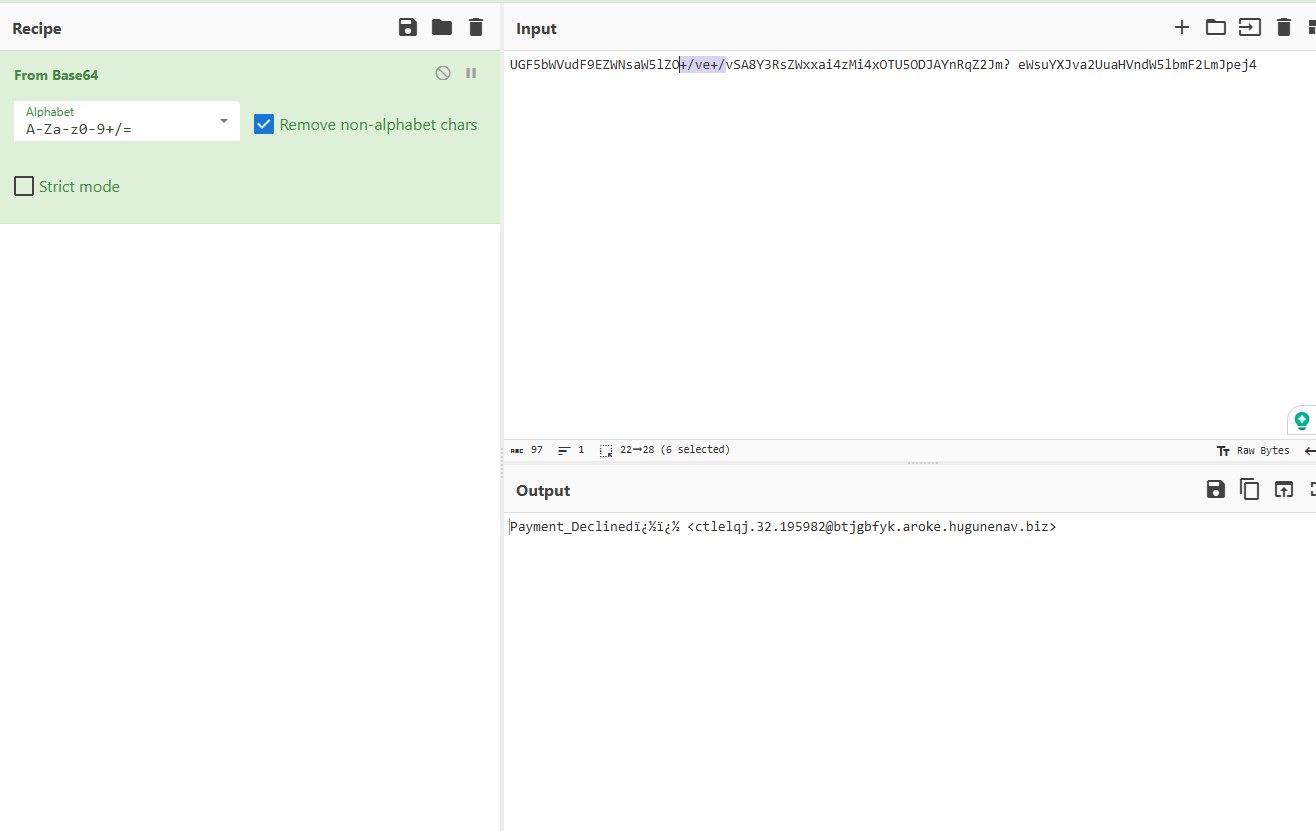 Recipe
From Base64
Alphabet
A-Za-z0-9+/=
Remove non-alphabet chars
Strict mode
Input
UGF5bWVudF9EZWNsaW5lZO+/ve+/vSA8Y3RsZWxxai4zMi4xOTU5ODJAYnRqZ2Jm? eWsuYXJva2UuaHVndW5lbmF2LmJpej4
ABC 97 1 22→28 (6 selected)
Tт Raw Bytes
Output
Payment_Declinedï¿½ï¿½ <ctlelqj.32.195982@btjgbfyk.aroke.hugunenav.biz>